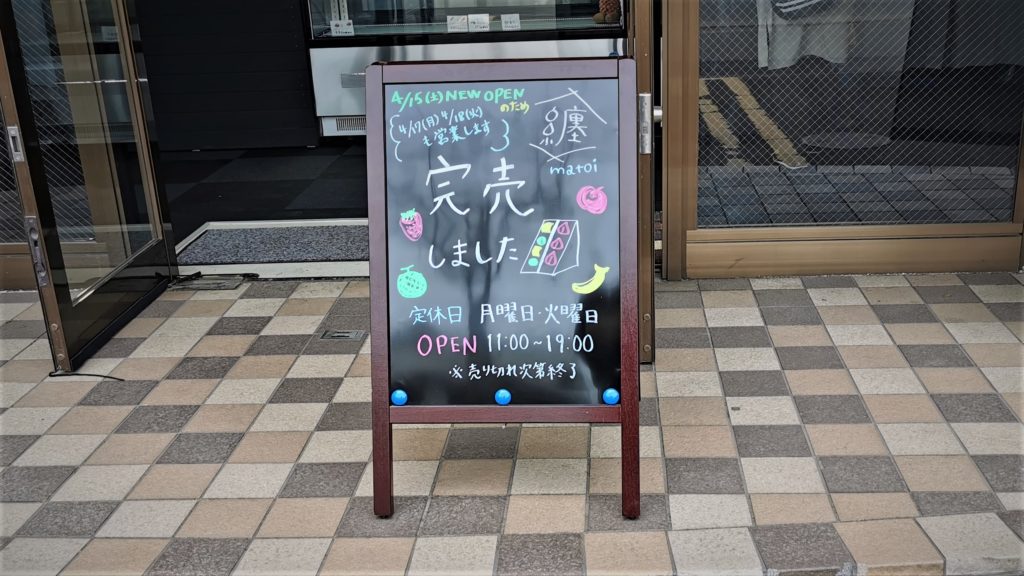 4/15(土)NEW OPEN
のため
4/17(月)4/18(火)
も営業します
纏
matoi
完売
しました
定休日 月曜日・火曜日
OPEN 11:00~19:00
※売り切れ次第終了